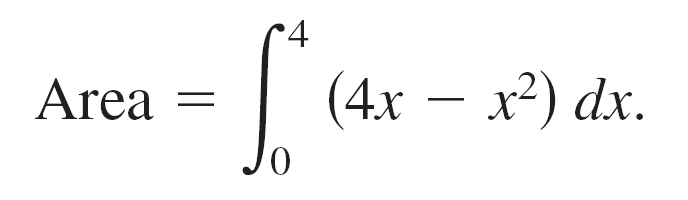 Area = ∫₀⁴ (4x − x²) dx.